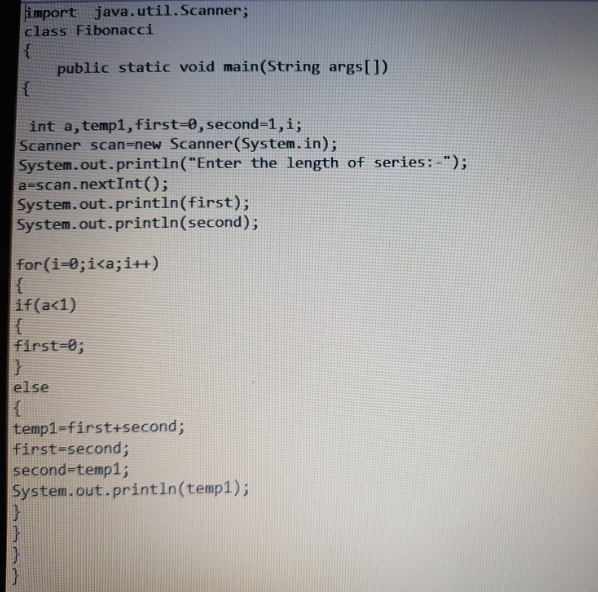 import java.util.Scanner;
class Fibonacci
{
public static void main(String args[])
{
int a,temp1,first=0,second=1,i;
Scanner scan=new Scanner(System.in);
System.out.println("Enter the length of series:-");
a=scan.nextInt();
System.out.println(first);
System.out.println(second);
for(i=0;i<a;i++)
{
if(a<1)
{
first=0;
}
else
{
temp1=first+second;
first=second;
second=temp1;
System.out.println(temp1);
}
}
}
}